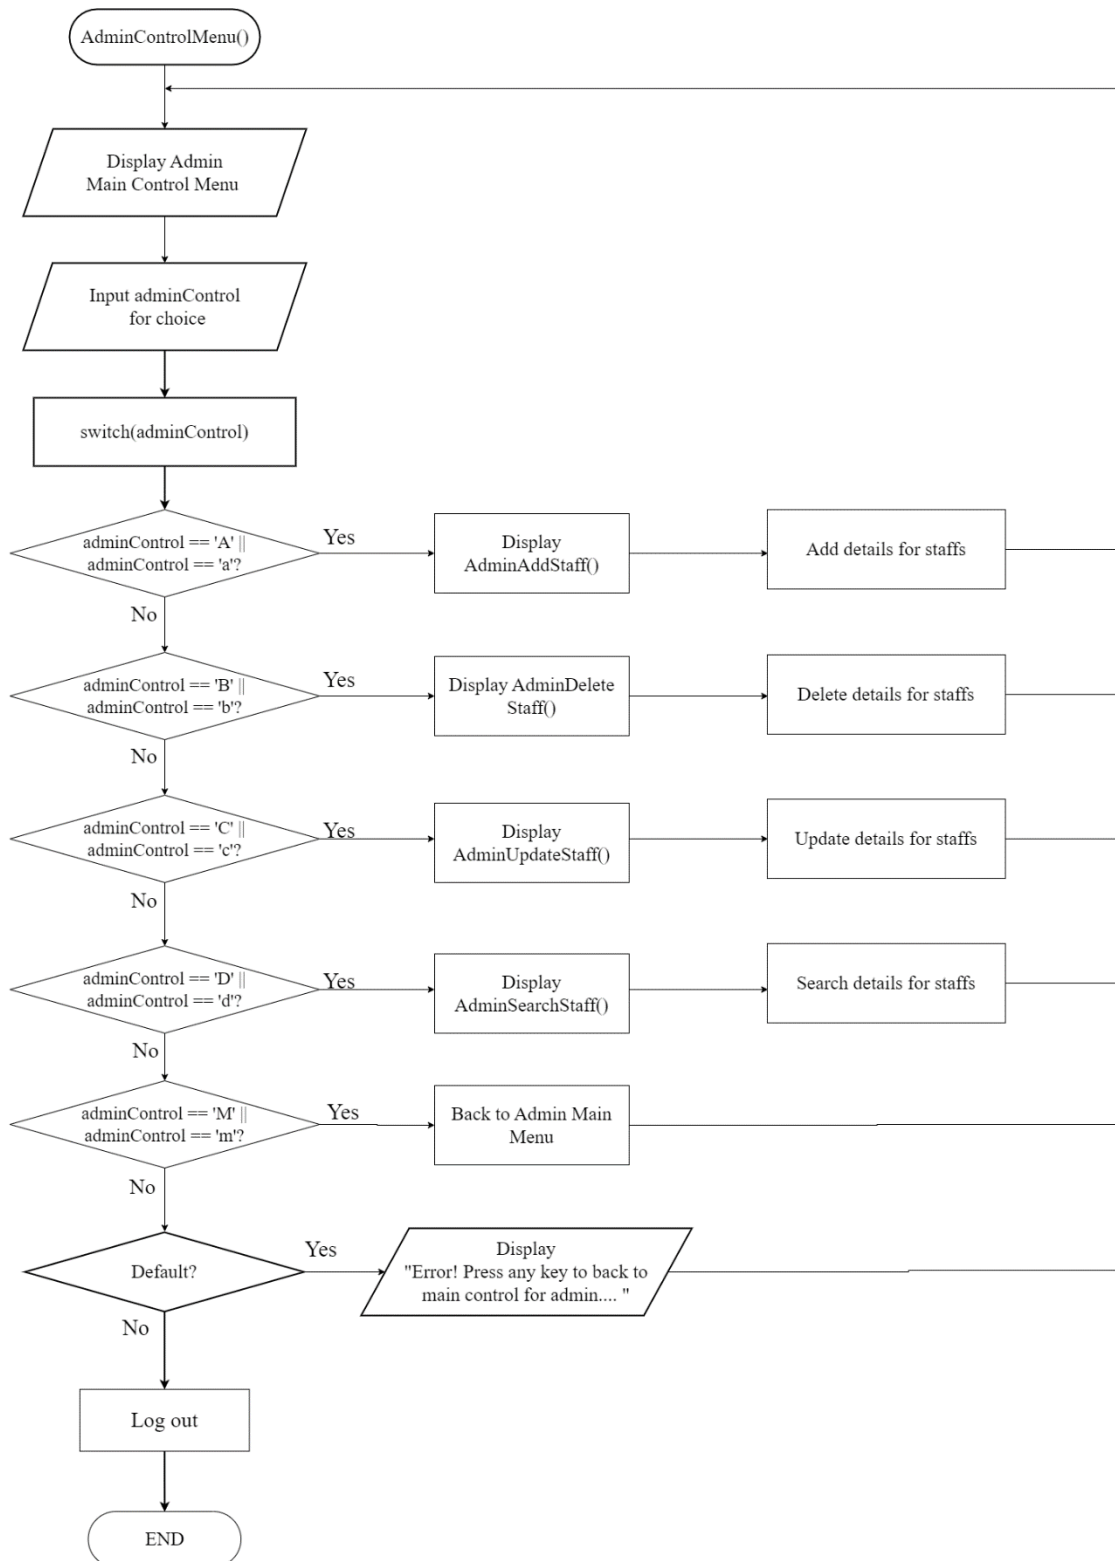 AdminControlMenu()
Display Admin
Main Control Menu
Input adminControl
for choice
switch(adminControl)
adminControl == 'A' ||
adminControl == 'a'?
Yes
Display
AdminAddStaff()
Add details for staffs
No
adminControl == 'B' ||
adminControl == 'b'?
Yes
Display AdminDelete
Staff()
Delete details for staffs
No
adminControl == 'C' ||
adminControl == 'c'?
Yes
Display
AdminUpdateStaff()
Update details for staffs
No
adminControl == 'D' ||
adminControl == 'd'?
Yes
Display
AdminSearchStaff()
Search details for staffs
No
adminControl == 'M' ||
adminControl == 'm'?
Yes
Back to Admin Main
Menu
No
Default?
Yes
Display
"Error! Press any key to back to
main control for admin.... "
No
Log out
END